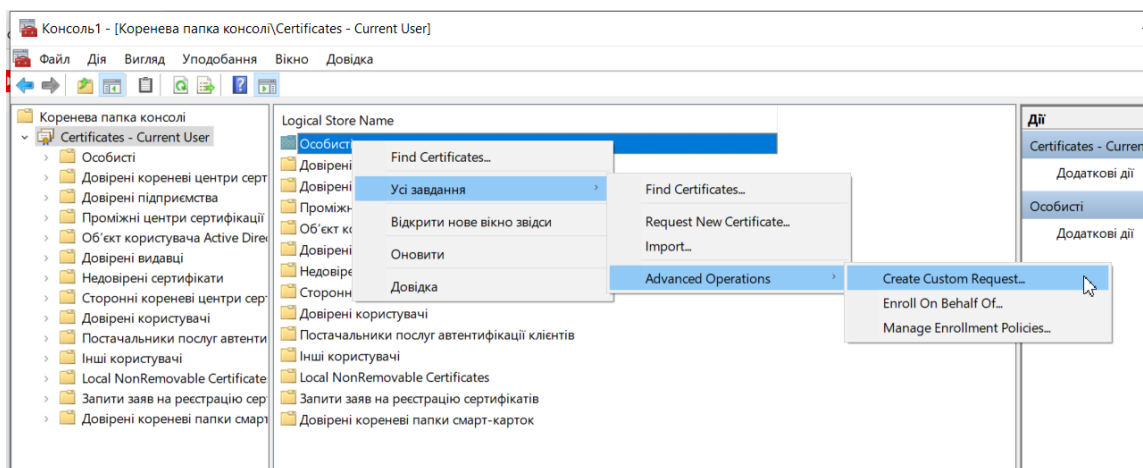 Консоль1 - [Коренева папка консолі\Certificates - Current User]
Файл Дія Вигляд Уподобання Вікно Довідка
Коренева папка консолі
Certificates - Current User
Особисті
Довірені кореневі центри серт
Довірені підприємства
Проміжні центри сертифікації
Об'єкт користувача Active Dire
Довірені видавці
Недовірені сертифікати
Сторонні кореневі центри сер
Довірені користувачі
Постачальники послуг автенти
Інші користувачі
Local NonRemovable Certificate
Запити заяв на реєстрацію сер
Довірені кореневі папки смарт
Logical Store Name
Особисті
Довірені
Довірені
Проміжн
Об'єкт ко
Довірені
Недовіре
Сторонн
Довірені користувачі
Постачальники послуг автентифікації клієнтів
Інші користувачі
Local NonRemovable Certificates
Запити заяв на реєстрацію сертифікатів
Довірені кореневі папки смарт-карток
Find Certificates...
Усі завдання
Відкрити нове вікно звідси
Оновити
Довідка
Find Certificates...
Request New Certificate...
Import...
Advanced Operations
Create Custom Request...
Enroll On Behalf Of...
Manage Enrollment Policies...
Дії
Certificates - Curren
Додаткові дії
Особисті
Додаткові дії